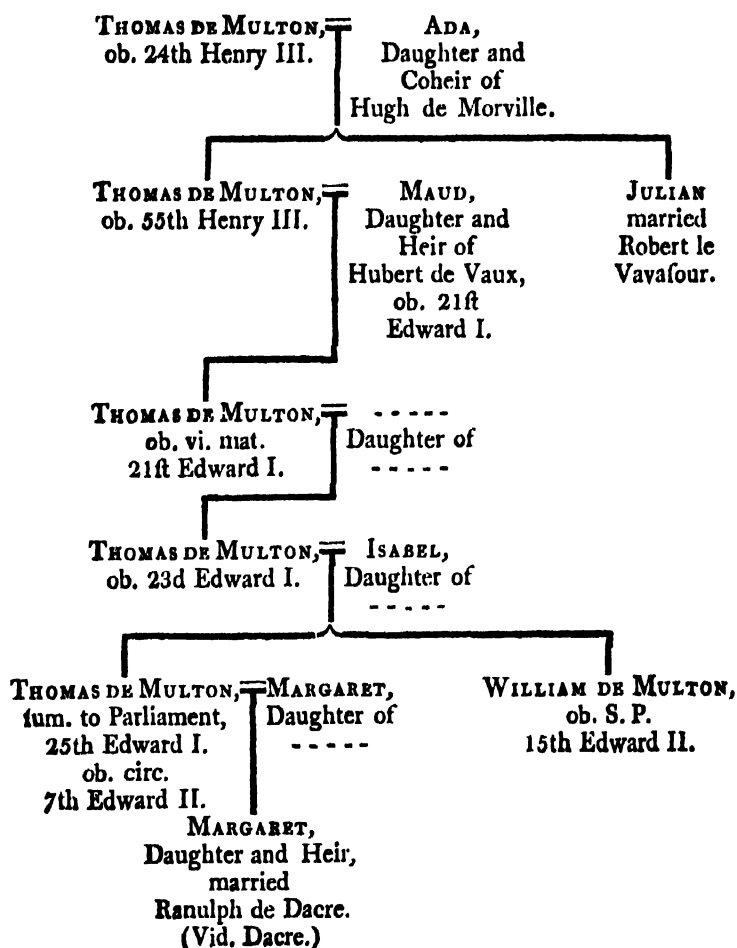 THOMAS DE MULTON,
ob. 24th Henry III.
ADA,
Daughter and
Coheir of
Hugh de Morville.
THOMAS DE MULTON,
ob. 55th Henry III.
MAUD,
Daughter and
Heir of
Hubert de Vaux,
ob. 21ſt
Edward I.
JULIAN
married
Robert le
Vavaſour.
THOMAS DE MULTON,
ob. vi. mat.
21ſt Edward I.
- - - - -
Daughter of
- - - - -
THOMAS DE MULTON,
ob. 23d Edward I.
ISABEL,
Daughter of
- - - - -
THOMAS DE MULTON,
ſum. to Parliament,
25th Edward I.
ob. circ.
7th Edward II.
MARGARET,
Daughter of
- - - - -
WILLIAM DE MULTON,
ob. S. P.
15th Edward II.
MARGARET,
Daughter and Heir,
married
Ranulph de Dacre.
(Vid. Dacre.)